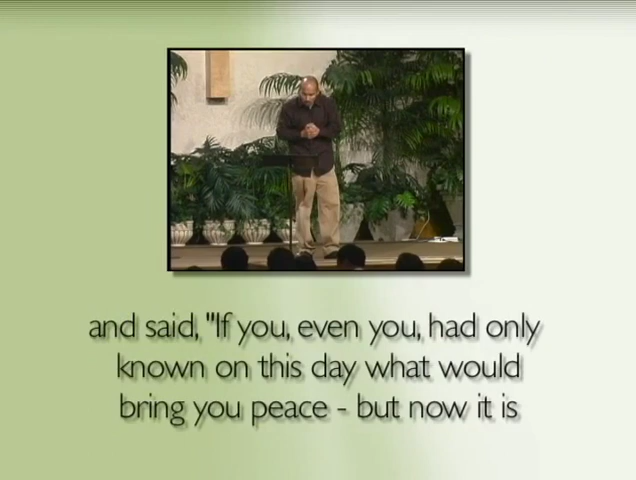 and said, "If you, even you, had only
known on this day what would
bring you peace - but now it is